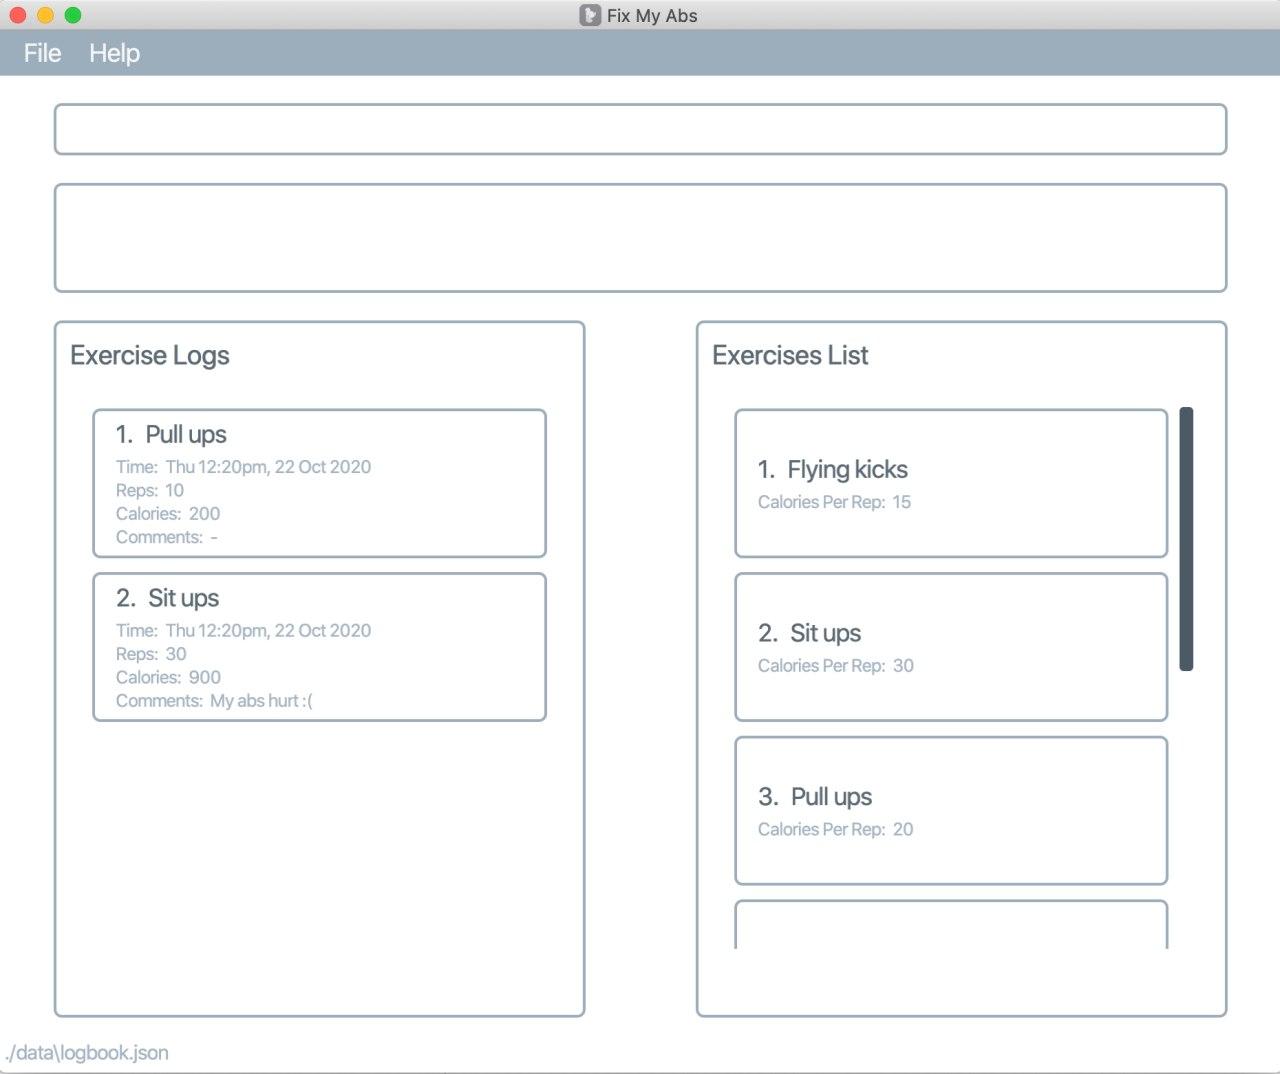 Fix My Abs
File Help
Exercise Logs
1. Pull ups
Time: Thu 12:20pm, 22 Oct 2020
Reps: 10
Calories: 200
Comments: -
2. Sit ups
Time: Thu 12:20pm, 22 Oct 2020
Reps: 30
Calories: 900
Comments: My abs hurt :(
Exercises List
1. Flying kicks
Calories Per Rep: 15
2. Sit ups
Calories Per Rep: 30
3. Pull ups
Calories Per Rep: 20
./data\logbook.json